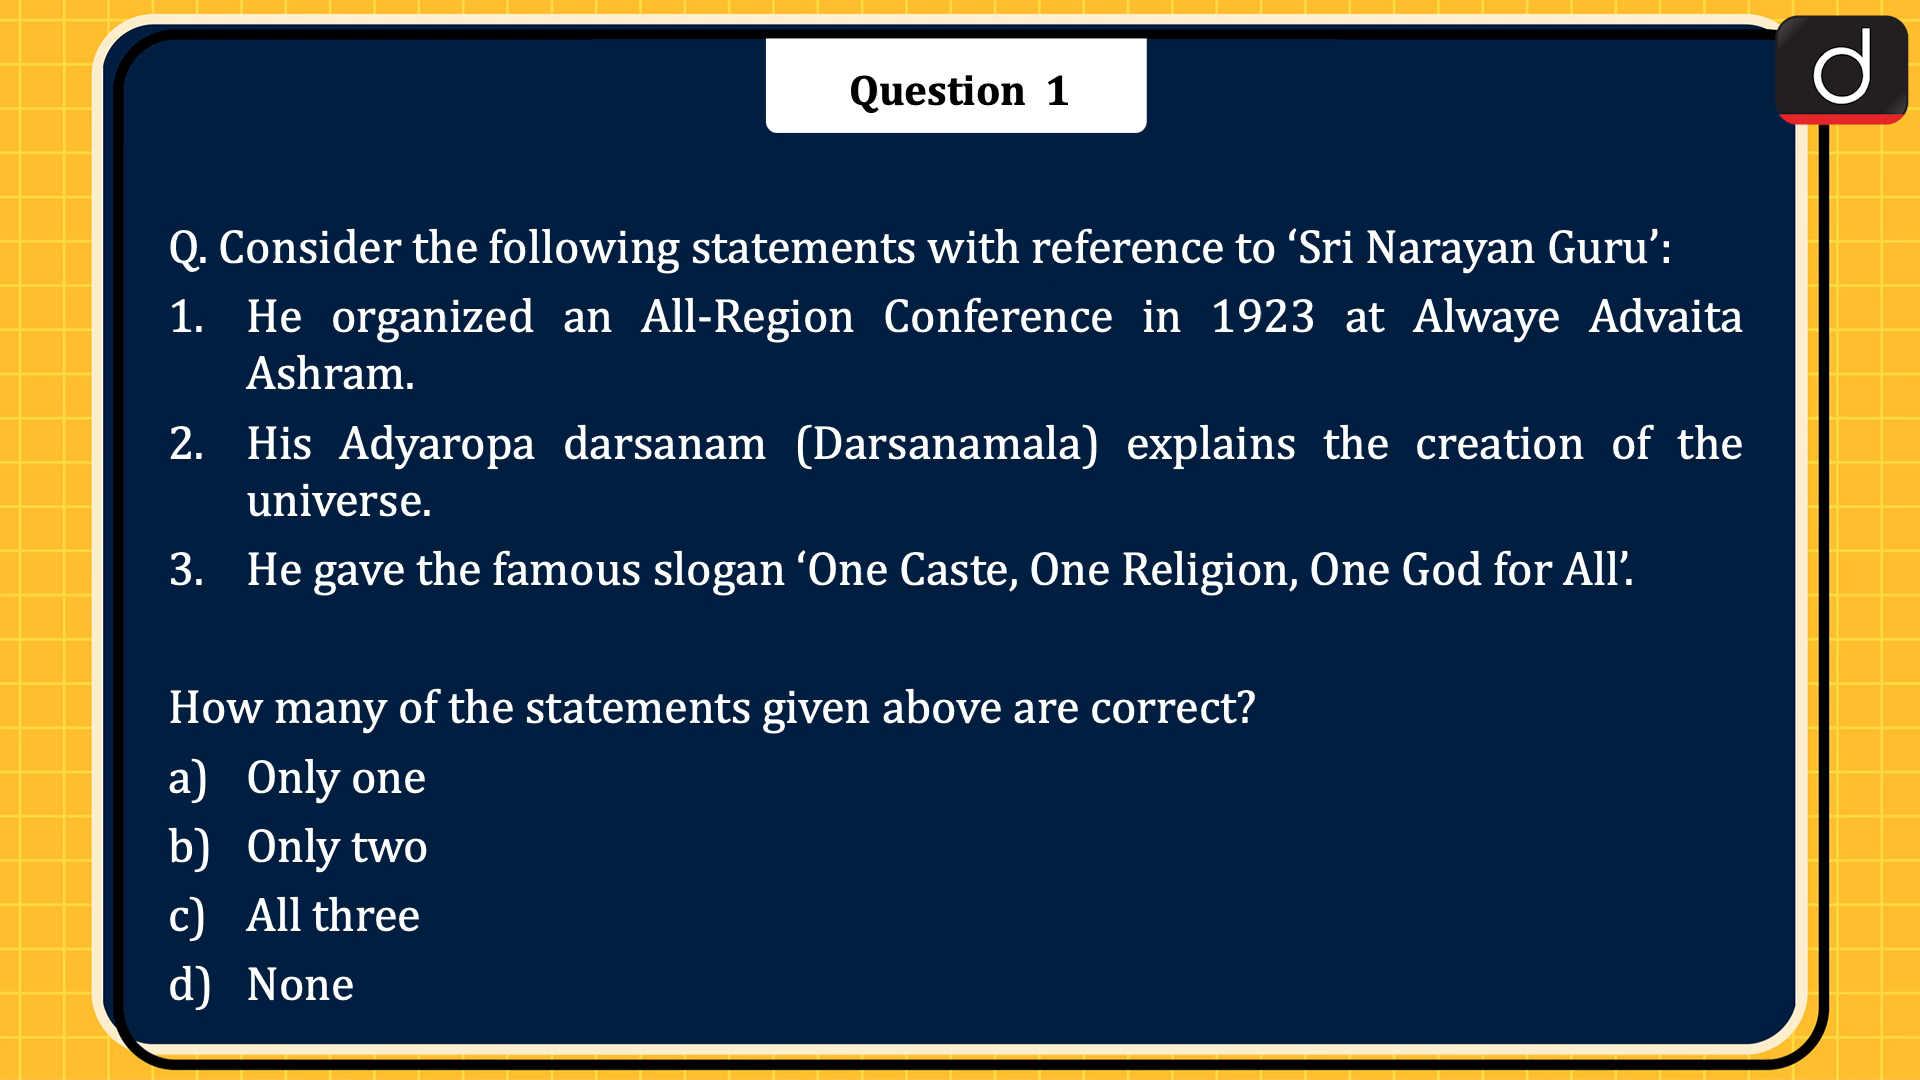 Question 1
d
Q. Consider the following statements with reference to ‘Sri Narayan Guru’:
1. He organized an All-Region Conference in 1923 at Alwaye Advaita
Ashram.
2. His Adyaropa darsanam (Darsanamala) explains the creation of the
universe.
3. He gave the famous slogan ‘One Caste, One Religion, One God for All’.
How many of the statements given above are correct?
a) Only one
b) Only two
c) All three
d) None